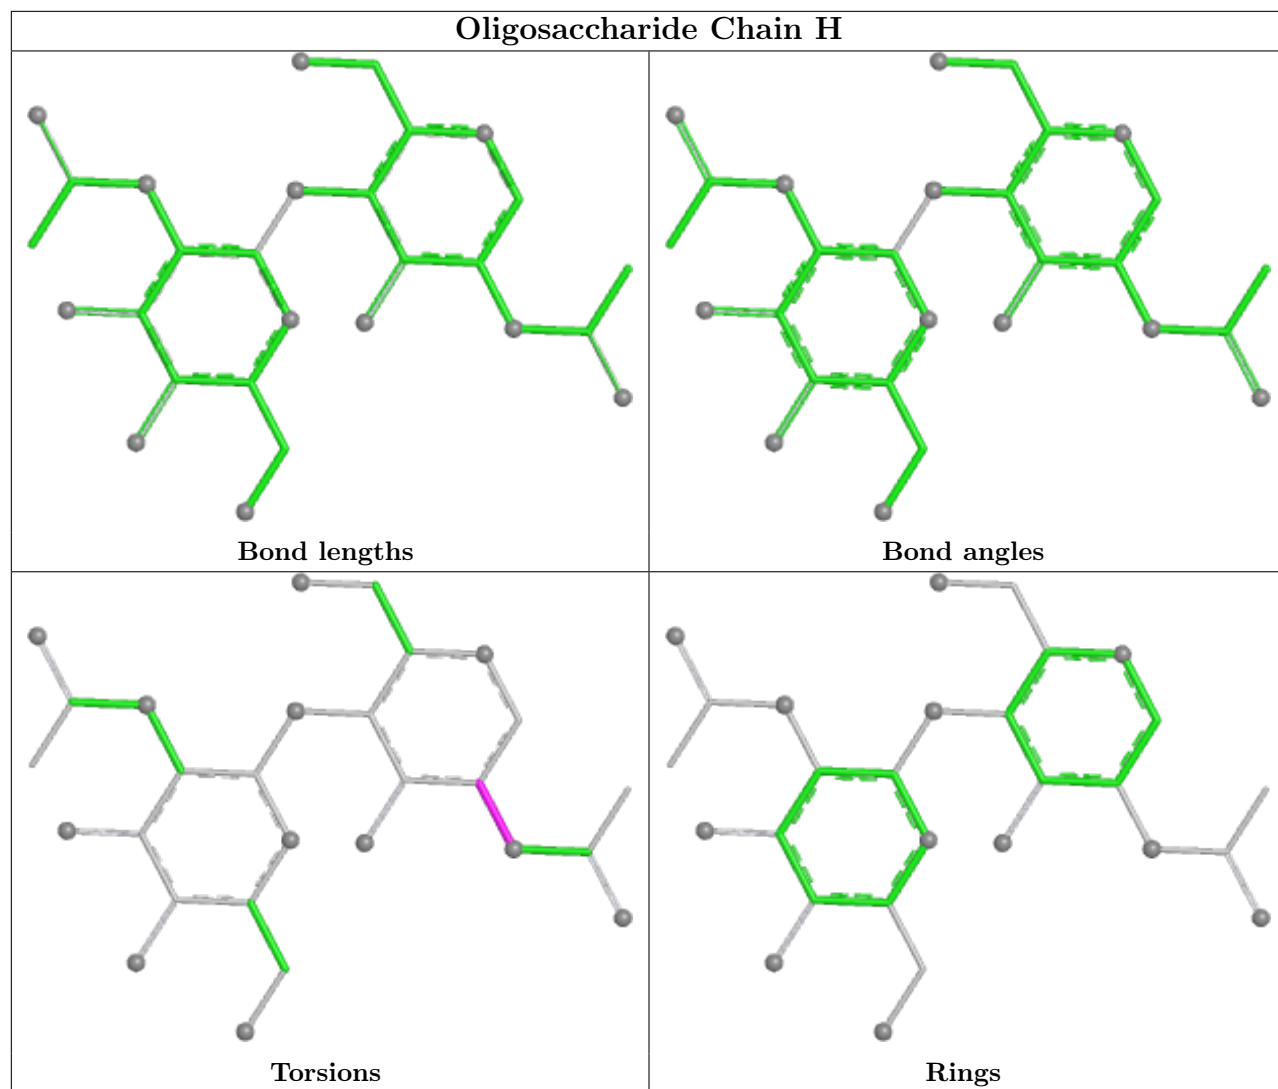 Oligosaccharide Chain H
Bond lengths
Bond angles
Torsions
Rings